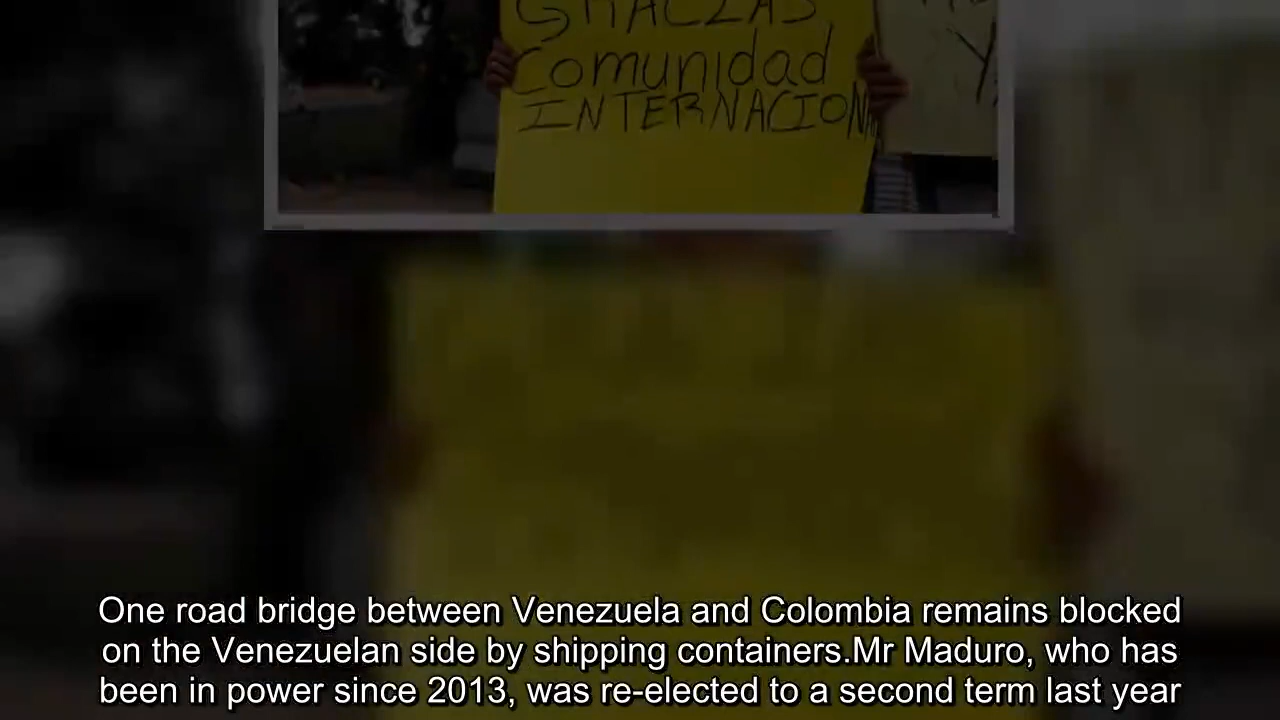 GRACIAS
Comunidad
INTERNACION
One road bridge between Venezuela and Colombia remains blocked
on the Venezuelan side by shipping containers.Mr Maduro, who has
been in power since 2013, was re-elected to a second term last year